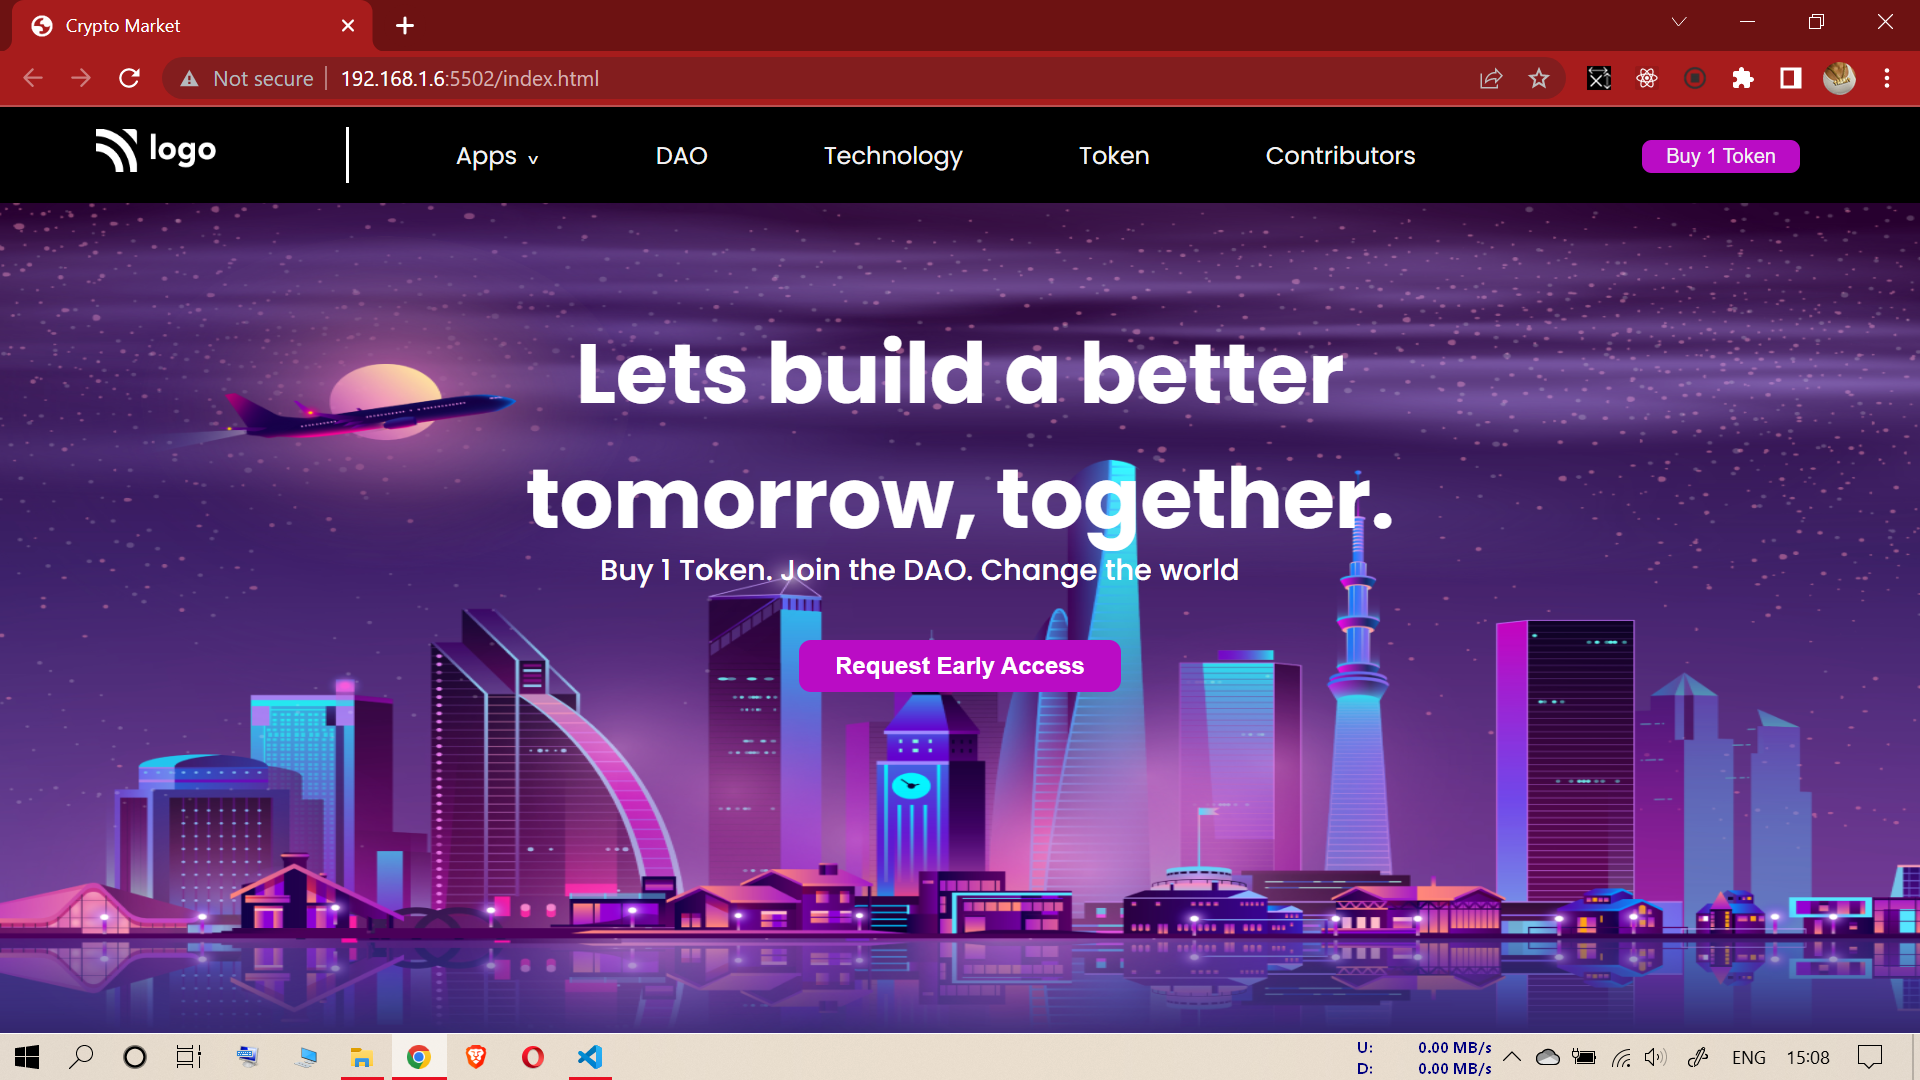 Crypto Market
Not secure 192.168.1.6:5502/index.html
logo
Apps v DAO Technology Token Contributors Buy 1 Token
Lets build a better
tomorrow, together.
Buy 1 Token. Join the DAO. Change the world
Request Early Access
U: 0.00 MB/s
D: 0.00 MB/s
ENG 15:08